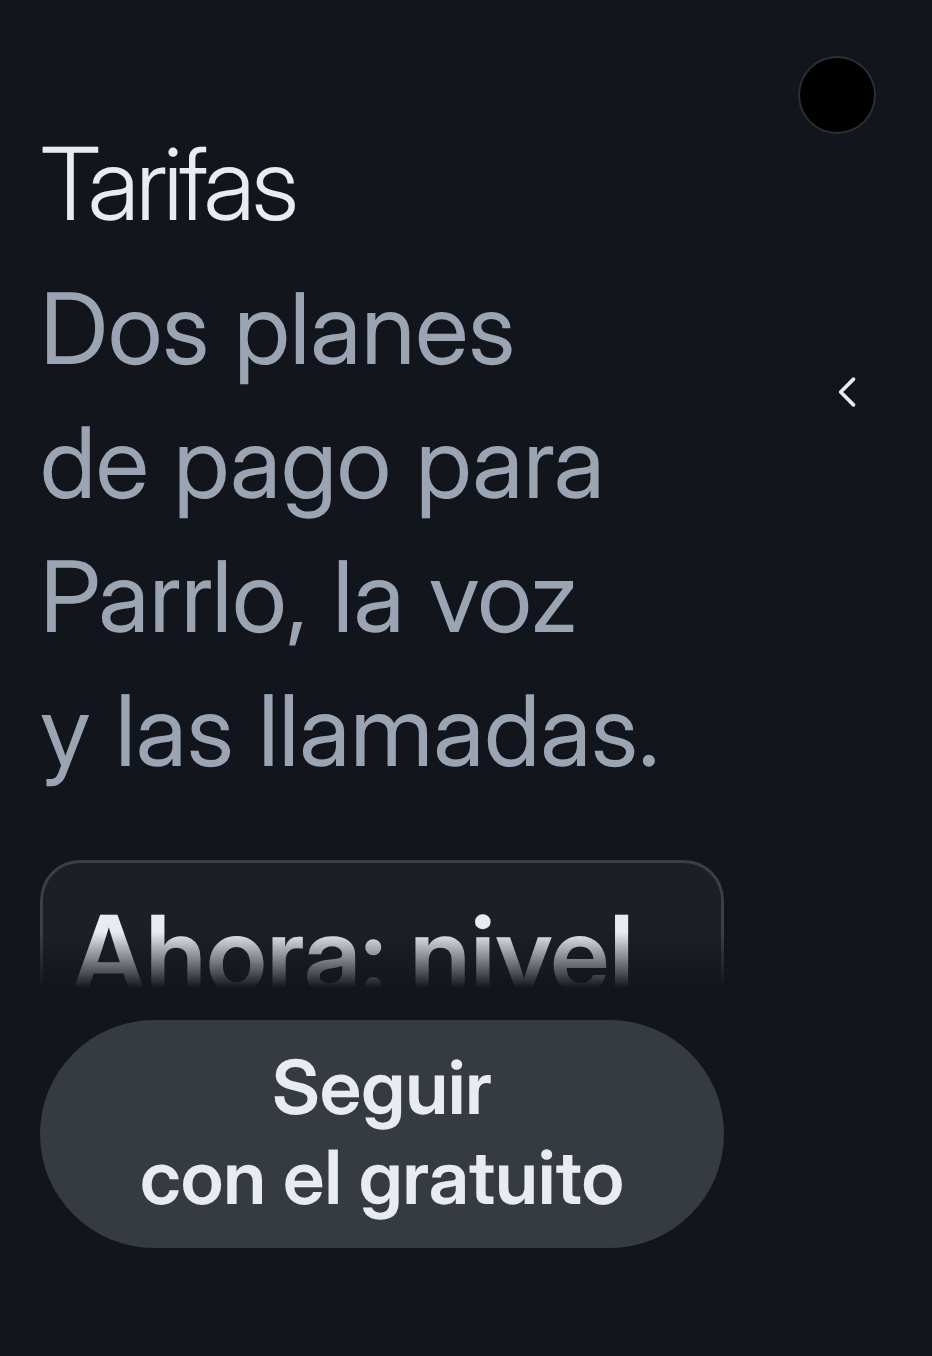 Tarifas
Dos planes
de pago para
Parrlo, la voz
y las llamadas.
Ahora: nivel
Seguir
con el gratuito